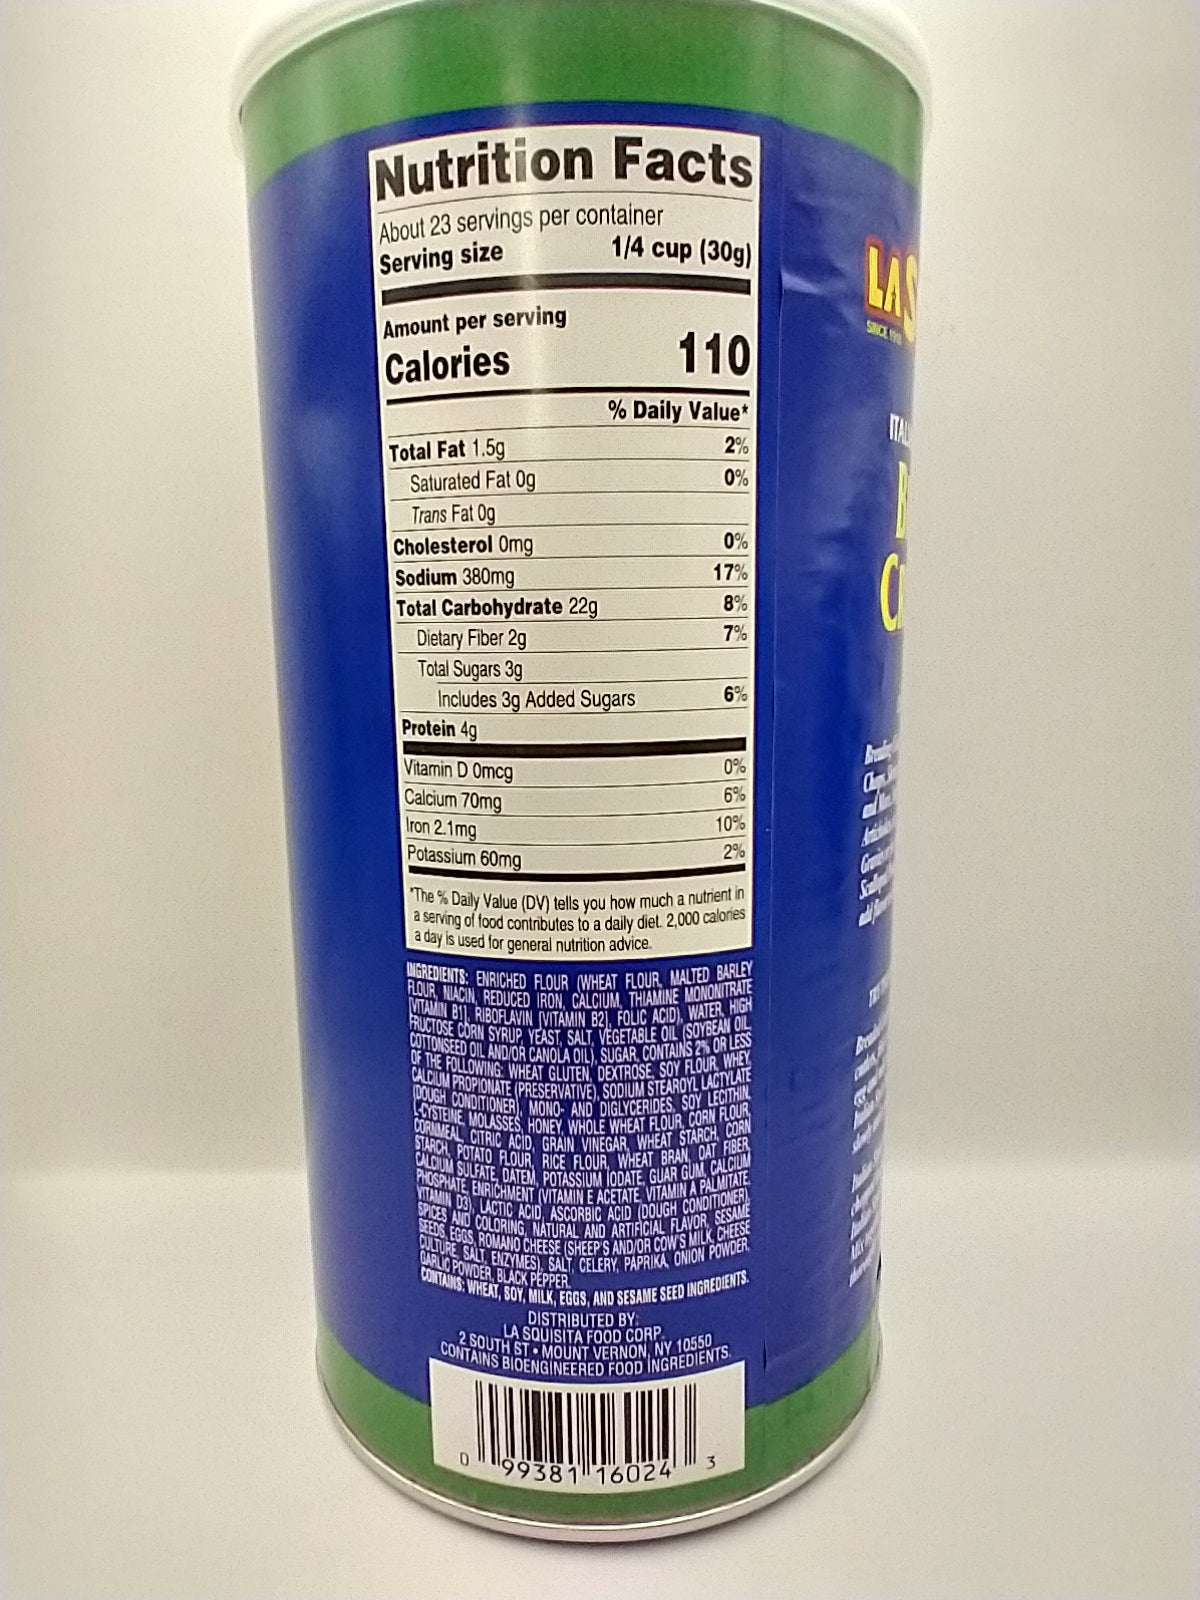 Nutrition Facts
About 23 servings per container
Serving size 1/4 cup (30g)
Amount per serving
Calories 110
% Daily Value*
Total Fat 1.5g 2%
Saturated Fat 0g 0%
Trans Fat 0g
Cholesterol 0mg 0%
Sodium 380mg 17%
Total Carbohydrate 22g 8%
Dietary Fiber 2g 7%
Total Sugars 3g
Includes 3g Added Sugars 6%
Protein 4g
Vitamin D 0mcg 0%
Calcium 70mg 6%
Iron 2.1mg 10%
Potassium 60mg 2%
*The % Daily Value (DV) tells you how much a nutrient in
a serving of food contributes to a daily diet. 2,000 calories
a day is used for general nutrition advice.
INGREDIENTS: ENRICHED FLOUR (WHEAT FLOUR, MALTED BARLEY
FLOUR, NIACIN, REDUCED IRON, CALCIUM, THIAMINE MONONITRATE
[VITAMIN B1], RIBOFLAVIN [VITAMIN B2], FOLIC ACID), WATER, HIGH
FRUCTOSE CORN SYRUP, YEAST, SALT, VEGETABLE OIL (SOYBEAN OIL,
COTTONSEED OIL AND/OR CANOLA OIL), SUGAR, CONTAINS 2% OR LESS
OF THE FOLLOWING: WHEAT GLUTEN, DEXTROSE, SOY FLOUR, WHEY,
CALCIUM PROPIONATE (PRESERVATIVE), SODIUM STEAROYL LACTYLATE
(DOUGH CONDITIONER), MONO- AND DIGLYCERIDES, SOY LECITHIN,
L-CYSTEINE, MOLASSES, HONEY, WHOLE WHEAT FLOUR, CORN FLOUR,
CORNMEAL, CITRIC ACID, GRAIN VINEGAR, WHEAT STARCH, CORN
STARCH, POTATO FLOUR, RICE FLOUR, WHEAT BRAN, OAT FIBER,
CALCIUM SULFATE, DATEM, POTASSIUM IODATE, GUAR GUM, CALCIUM
PHOSPHATE, ENRICHMENT (VITAMIN E ACETATE, VITAMIN A PALMITATE,
VITAMIN D3), LACTIC ACID, ASCORBIC ACID (DOUGH CONDITIONER),
SPICES AND COLORING, NATURAL AND ARTIFICIAL FLAVOR, SESAME
SEEDS, EGGS, ROMANO CHEESE (SHEEP'S AND/OR COW'S MILK, CHEESE
CULTURE, SALT, ENZYMES), SALT, CELERY, PAPRIKA, ONION POWDER,
GARLIC POWDER, BLACK PEPPER.
CONTAINS: WHEAT, SOY, MILK, EGGS, AND SESAME SEED INGREDIENTS.
DISTRIBUTED BY:
LA SQUISITA FOOD CORP.
2 SOUTH ST • MOUNT VERNON, NY 10550
CONTAINS BIOENGINEERED FOOD INGREDIENTS.
0 99381 16024 3
LA S
SINCE